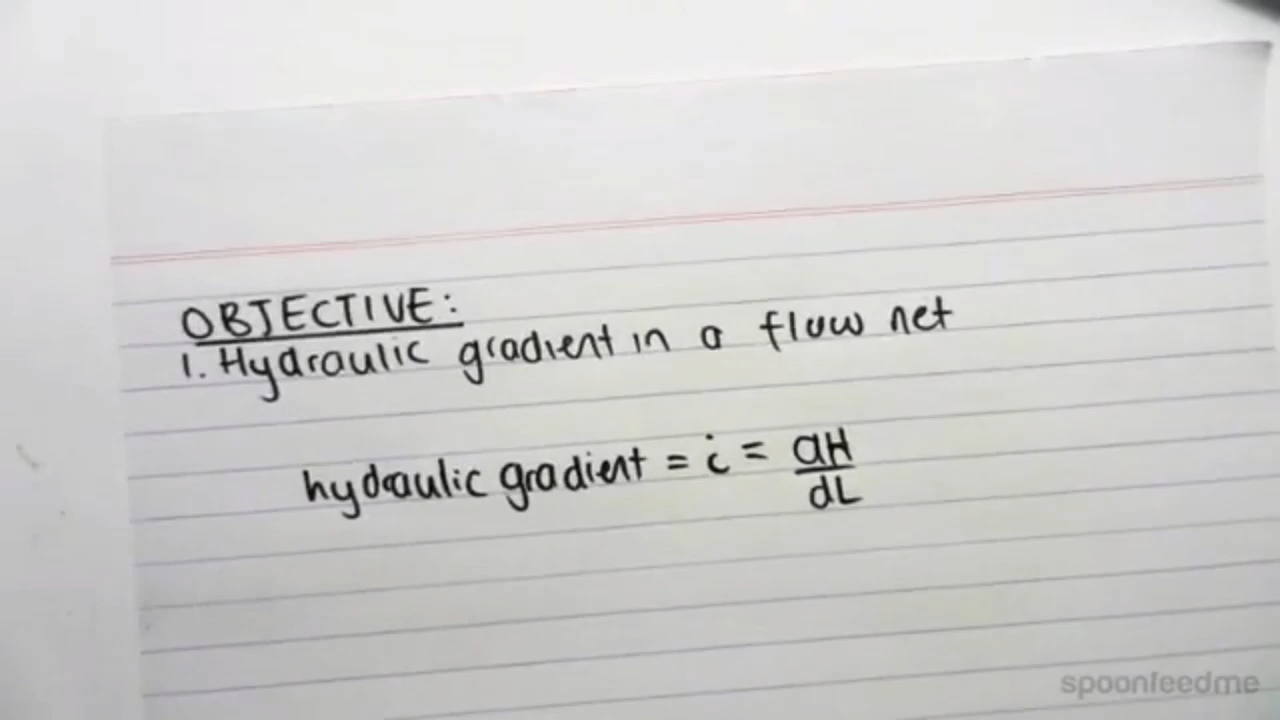 OBJECTIVE:
1. Hydraulic gradient in a flow net
hydraulic gradient = i = dH
dL
spoonfeedme